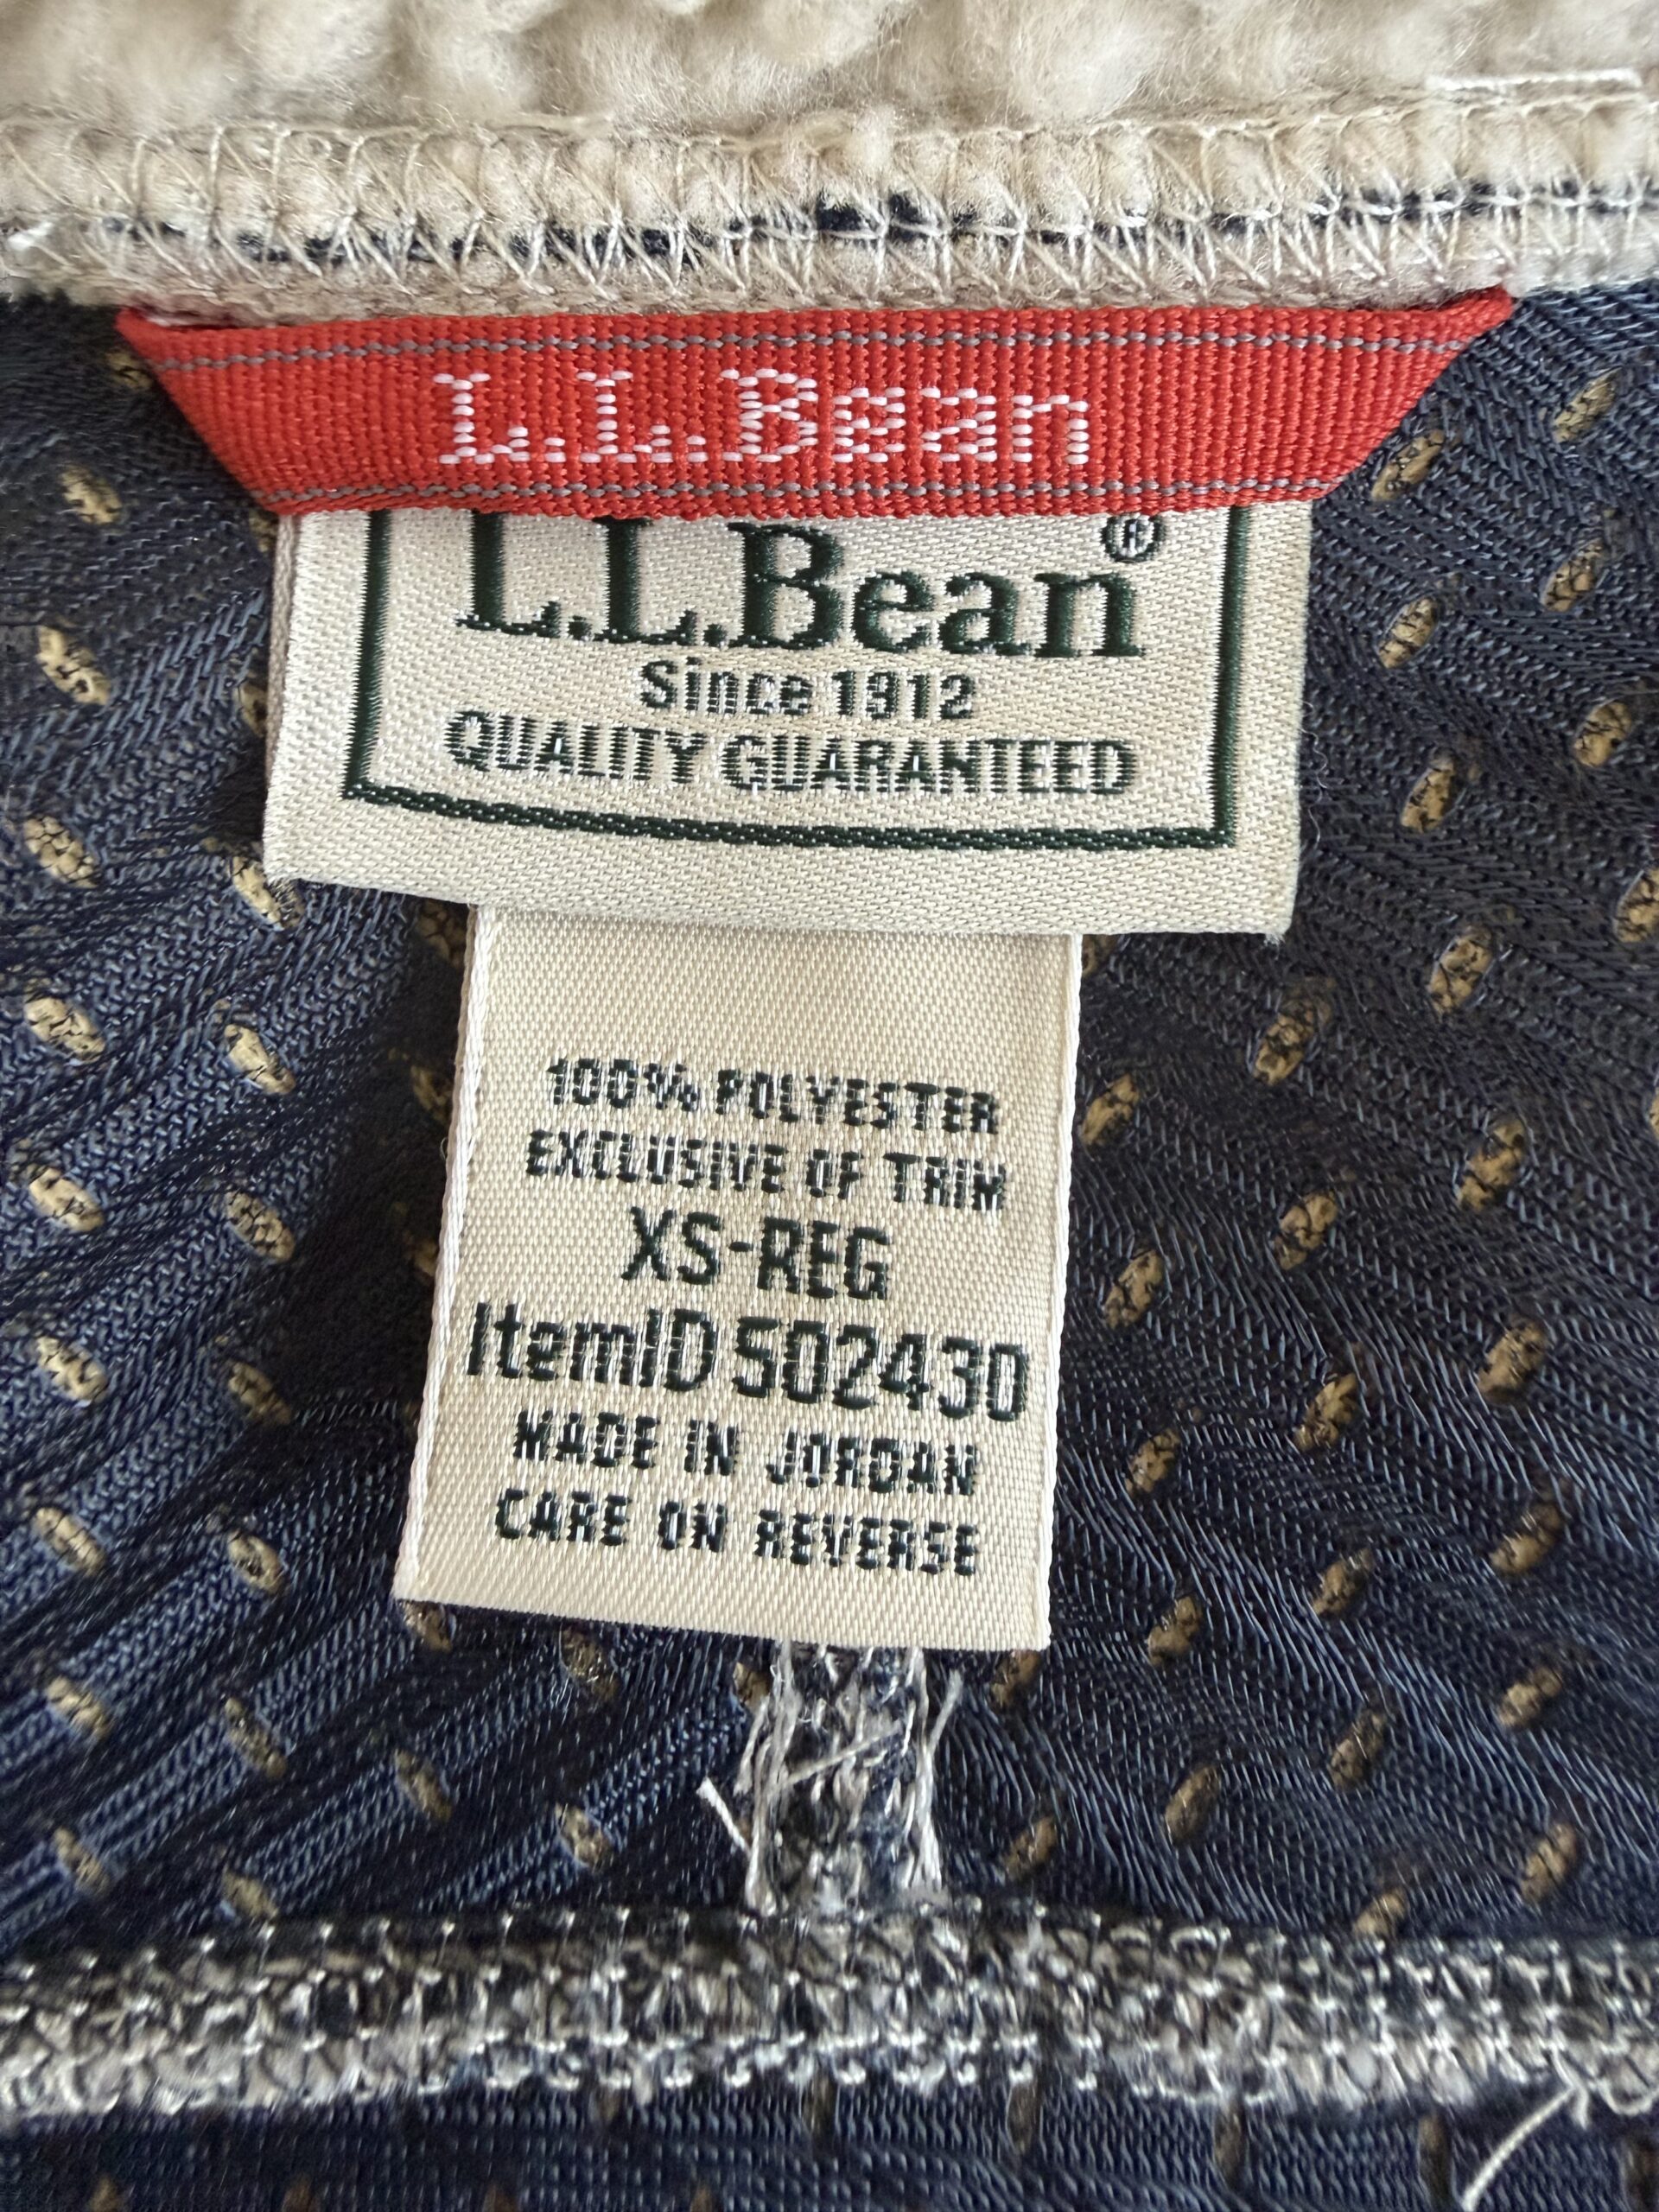 L.L.Bean
L.L.Bean®
Since 1912
QUALITY GUARANTEED
100% POLYESTER
EXCLUSIVE OF TRIM
XS-REG
ItemID 502430
MADE IN JORDAN
CARE ON REVERSE